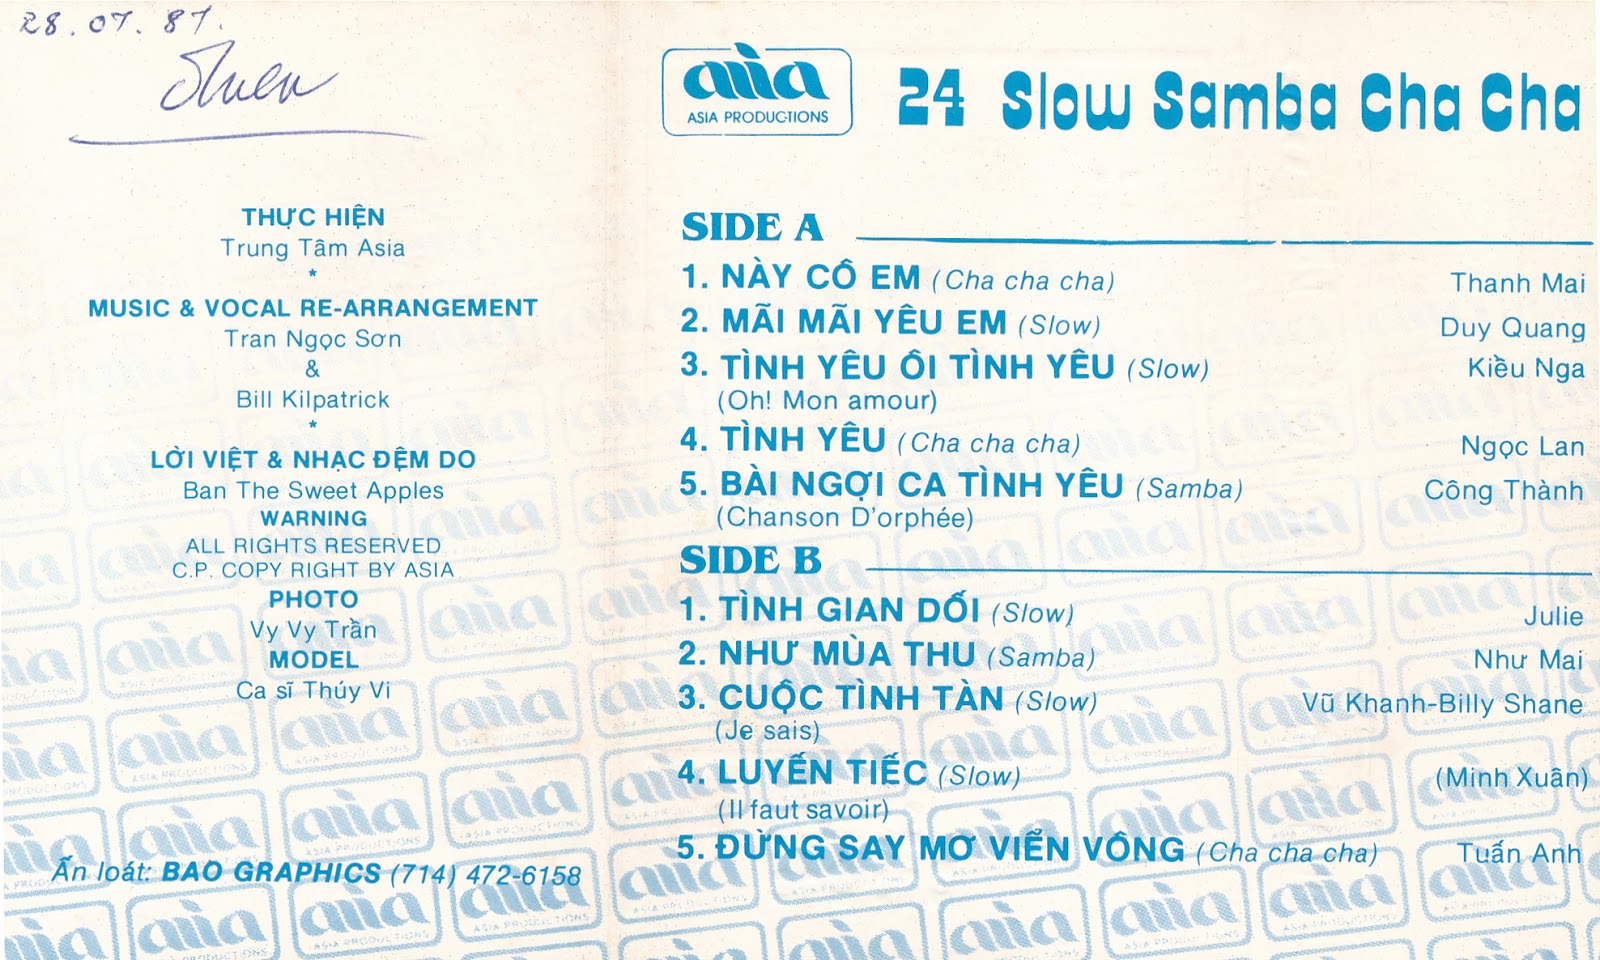 28.07.87.
THỰC HIỆN
Trung Tâm Asia
*
MUSIC & VOCAL RE-ARRANGEMENT
Tran Ngọc Sơn
&
Bill Kilpatrick
*
LỜI VIỆT & NHẠC ĐỆM DO
Ban The Sweet Apples
WARNING
ALL RIGHTS RESERVED
C.P. COPY RIGHT BY ASIA
PHOTO
Vy Vy Trần
MODEL
Ca sĩ Thúy Vi
Ấn loát: BAO GRAPHICS (714) 472-6158
asia
ASIA PRODUCTIONS
24 Slow Samba Cha Cha
SIDE A
1. NÀY CÔ EM (Cha cha cha) Thanh Mai
2. MÃI MÃI YÊU EM (Slow) Duy Quang
3. TÌNH YÊU ÔI TÌNH YÊU (Slow) Kiều Nga
(Oh! Mon amour)
4. TÌNH YÊU (Cha cha cha) Ngọc Lan
5. BÀI NGỢI CA TÌNH YÊU (Samba) Công Thành
(Chanson D'orphée)
SIDE B
1. TÌNH GIAN DỐI (Slow) Julie
2. NHƯ MÙA THU (Samba) Như Mai
3. CUỘC TÌNH TÀN (Slow) Vũ Khanh-Billy Shane
(Je sais)
4. LUYẾN TIẾC (Slow) (Minh Xuân)
(Il faut savoir)
5. ĐỪNG SAY MƠ VIỂN VÔNG (Cha cha cha) Tuấn Anh